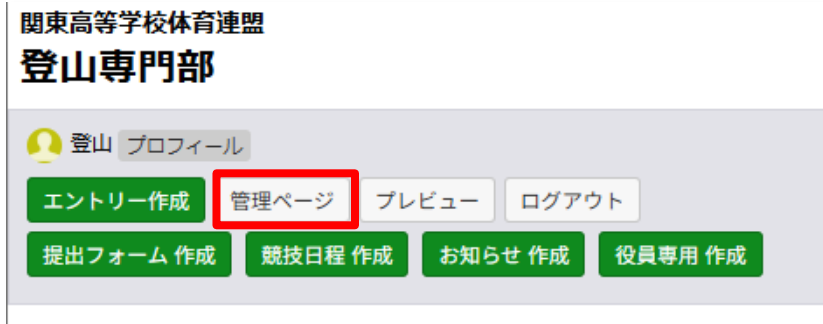 関東高等学校体育連盟
登山専門部
登山 プロフィール
エントリー作成 管理ページ プレビュー ログアウト
提出フォーム 作成 競技日程 作成 お知らせ 作成 役員専用 作成